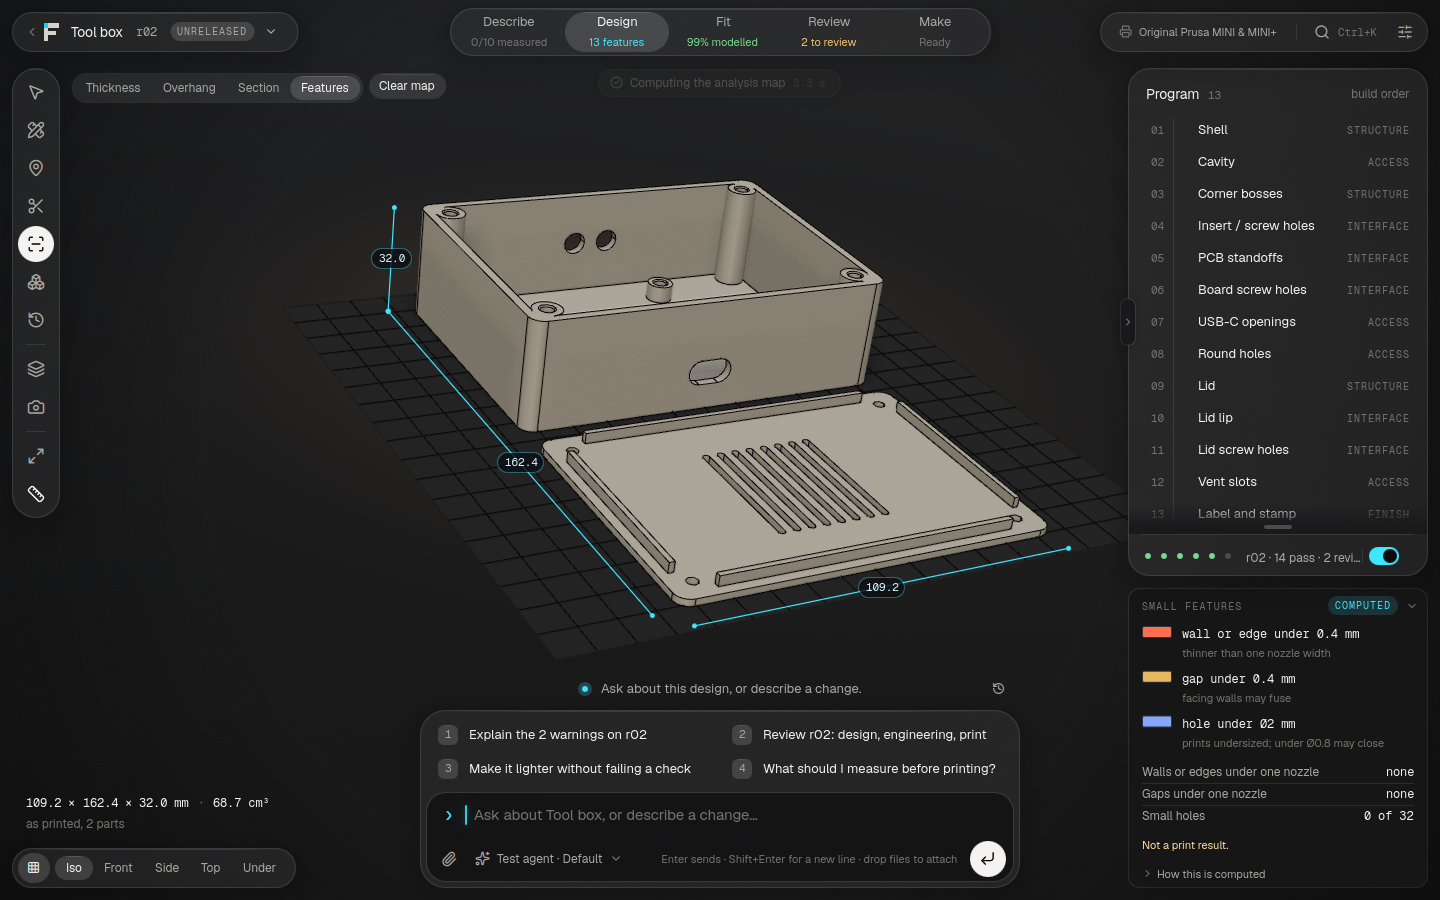 Tool box r02 UNRELEASED
Describe
0/10 measured
Design
13 features
Fit
99% modelled
Review
2 to review
Make
Ready
Original Prusa MINI & MINI+
Ctrl+K
Thickness Overhang Section Features Clear map
Computing the analysis map 3.3 s
32.0
162.4
109.2
Program 13 build order
01 Shell STRUCTURE
02 Cavity ACCESS
03 Corner bosses STRUCTURE
04 Insert / screw holes INTERFACE
05 PCB standoffs INTERFACE
06 Board screw holes INTERFACE
07 USB-C openings ACCESS
08 Round holes ACCESS
09 Lid STRUCTURE
10 Lid lip INTERFACE
11 Lid screw holes INTERFACE
12 Vent slots ACCESS
13 Label and stamp FINISH
r02 · 14 pass · 2 revi…
SMALL FEATURES COMPUTED
wall or edge under 0.4 mm
thinner than one nozzle width
gap under 0.4 mm
facing walls may fuse
hole under Ø2 mm
prints undersized; under Ø0.8 may close
Walls or edges under one nozzle none
Gaps under one nozzle none
Small holes 0 of 32
Not a print result.
How this is computed
Ask about this design, or describe a change.
1 Explain the 2 warnings on r02
2 Review r02: design, engineering, print
3 Make it lighter without failing a check
4 What should I measure before printing?
Ask about Tool box, or describe a change…
Test agent · Default
Enter sends · Shift+Enter for a new line · drop files to attach
109.2 × 162.4 × 32.0 mm · 68.7 cm³
as printed, 2 parts
Iso Front Side Top Under